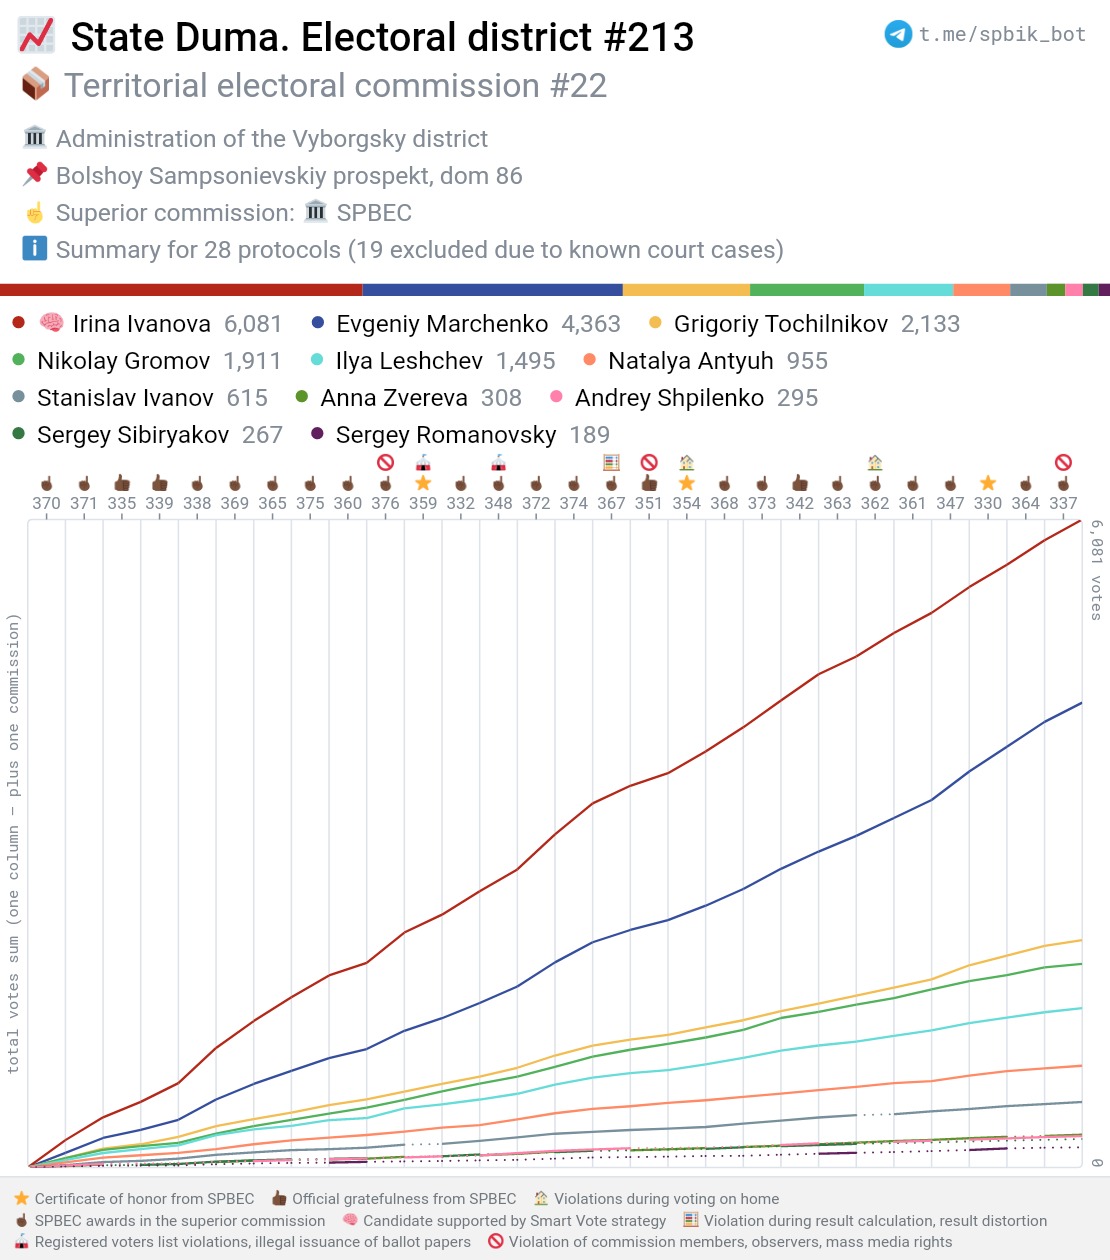 State Duma. Electoral district #213
t.me/spbik_bot
Territorial electoral commission #22
Administration of the Vyborgsky district
Bolshoy Sampsonievskiy prospekt, dom 86
Superior commission: SPBEC
Summary for 28 protocols (19 excluded due to known court cases)
Irina Ivanova 6,081 Evgeniy Marchenko 4,363 Grigoriy Tochilnikov 2,133
Nikolay Gromov 1,911 Ilya Leshchev 1,495 Natalya Antyuh 955
Stanislav Ivanov 615 Anna Zvereva 308 Andrey Shpilenko 295
Sergey Sibiryakov 267 Sergey Romanovsky 189
370 371 335 339 338 369 365 375 360 376 359 332 348 372 374 367 351 354 368 373 342 363 362 361 347 330 364 337
6,081 votes
total votes sum (one column – plus one commission)
0
Certificate of honor from SPBEC Official gratefulness from SPBEC Violations during voting on home
SPBEC awards in the superior commission Candidate supported by Smart Vote strategy Violation during result calculation, result distortion
Registered voters list violations, illegal issuance of ballot papers Violation of commission members, observers, mass media rights